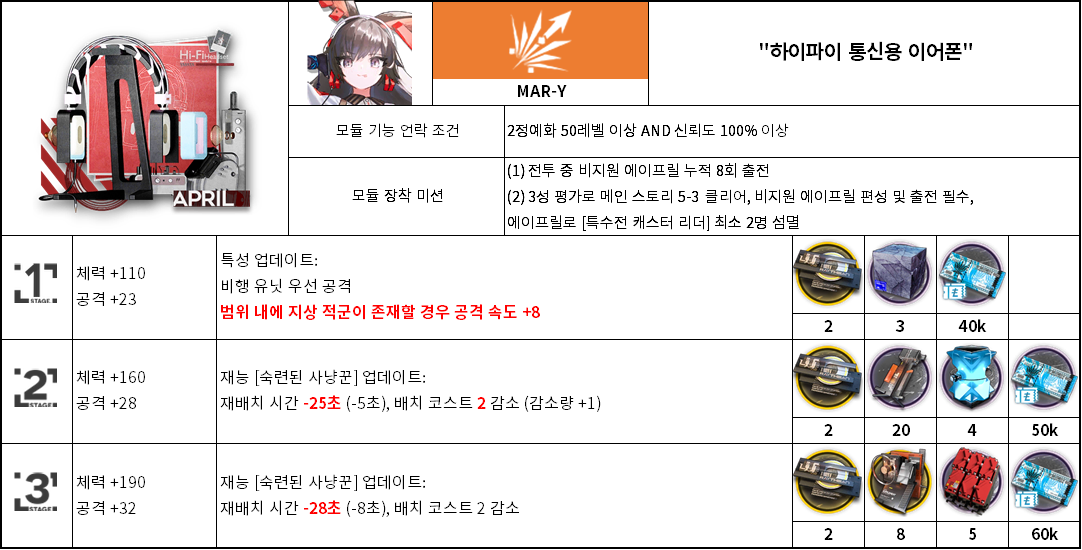 Hi-Fi Headset
APRIL
MAR-Y
"하이파이 통신용 이어폰"
모듈 기능 언락 조건
2정예화 50레벨 이상 AND 신뢰도 100% 이상
모듈 장착 미션
(1) 전투 중 비지원 에이프릴 누적 8회 출전
(2) 3성 평가로 메인 스토리 5-3 클리어, 비지원 에이프릴 편성 및 출전 필수,
에이프릴로 [특수전 캐스터 리더] 최소 2명 섬멸
1
STAGE.
체력 +110
공격 +23
특성 업데이트:
비행 유닛 우선 공격
범위 내에 지상 적군이 존재할 경우 공격 속도 +8
2
3
40k
2
STAGE.
체력 +160
공격 +28
재능 [숙련된 사냥꾼] 업데이트:
재배치 시간 -25초 (-5초), 배치 코스트 2 감소 (감소량 +1)
2
20
4
50k
3
STAGE.
체력 +190
공격 +32
재능 [숙련된 사냥꾼] 업데이트:
재배치 시간 -28초 (-8초), 배치 코스트 2 감소
2
8
5
60k